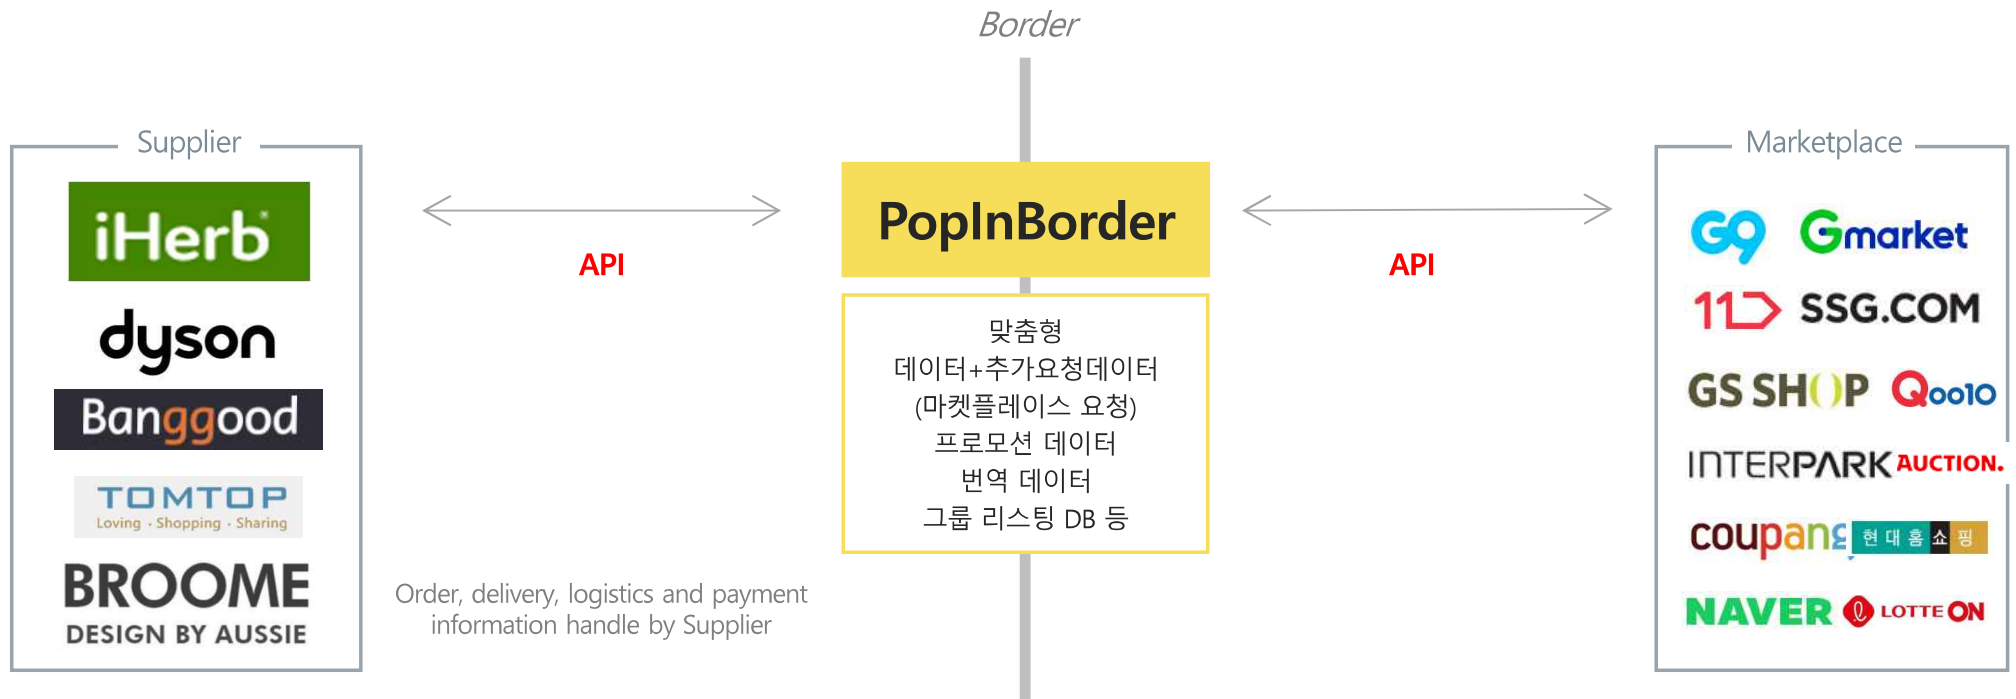 Border
Supplier
iHerb
dyson
Banggood
TOMTOP
Loving · Shopping · Sharing
BROOME
DESIGN BY AUSSIE
API
Order, delivery, logistics and payment
information handle by Supplier
PopInBorder
맞춤형
데이터+추가요청데이터
(마켓플레이스 요청)
프로모션 데이터
번역 데이터
그룹 리스팅 DB 등
API
Marketplace
G9 Gmarket
11 SSG.COM
GS SHOP Qoo10
INTERPARK AUCTION.
coupang 현대홈쇼핑
NAVER LOTTE ON